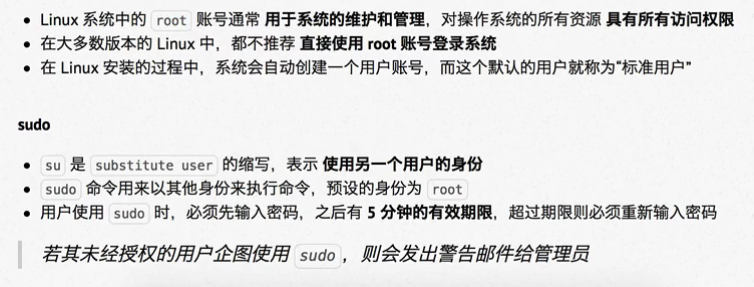 Linux 系统中的 root 账号通常 用于系统的维护和管理，对操作系统的所有资源 具有所有访问权限
在大多数版本的 Linux 中，都不推荐 直接使用 root 账号登录系统
在 Linux 安装的过程中，系统会自动创建一个用户账号，而这个默认的用户就称为“标准用户”
sudo
su 是 substitute user 的缩写，表示 使用另一个用户的身份
sudo 命令用来以其他身份来执行命令，预设的身份为 root
用户使用 sudo 时，必须先输入密码，之后有 5 分钟的有效期限，超过期限则必须重新输入密码
若其未经授权的用户企图使用 sudo，则会发出警告邮件给管理员